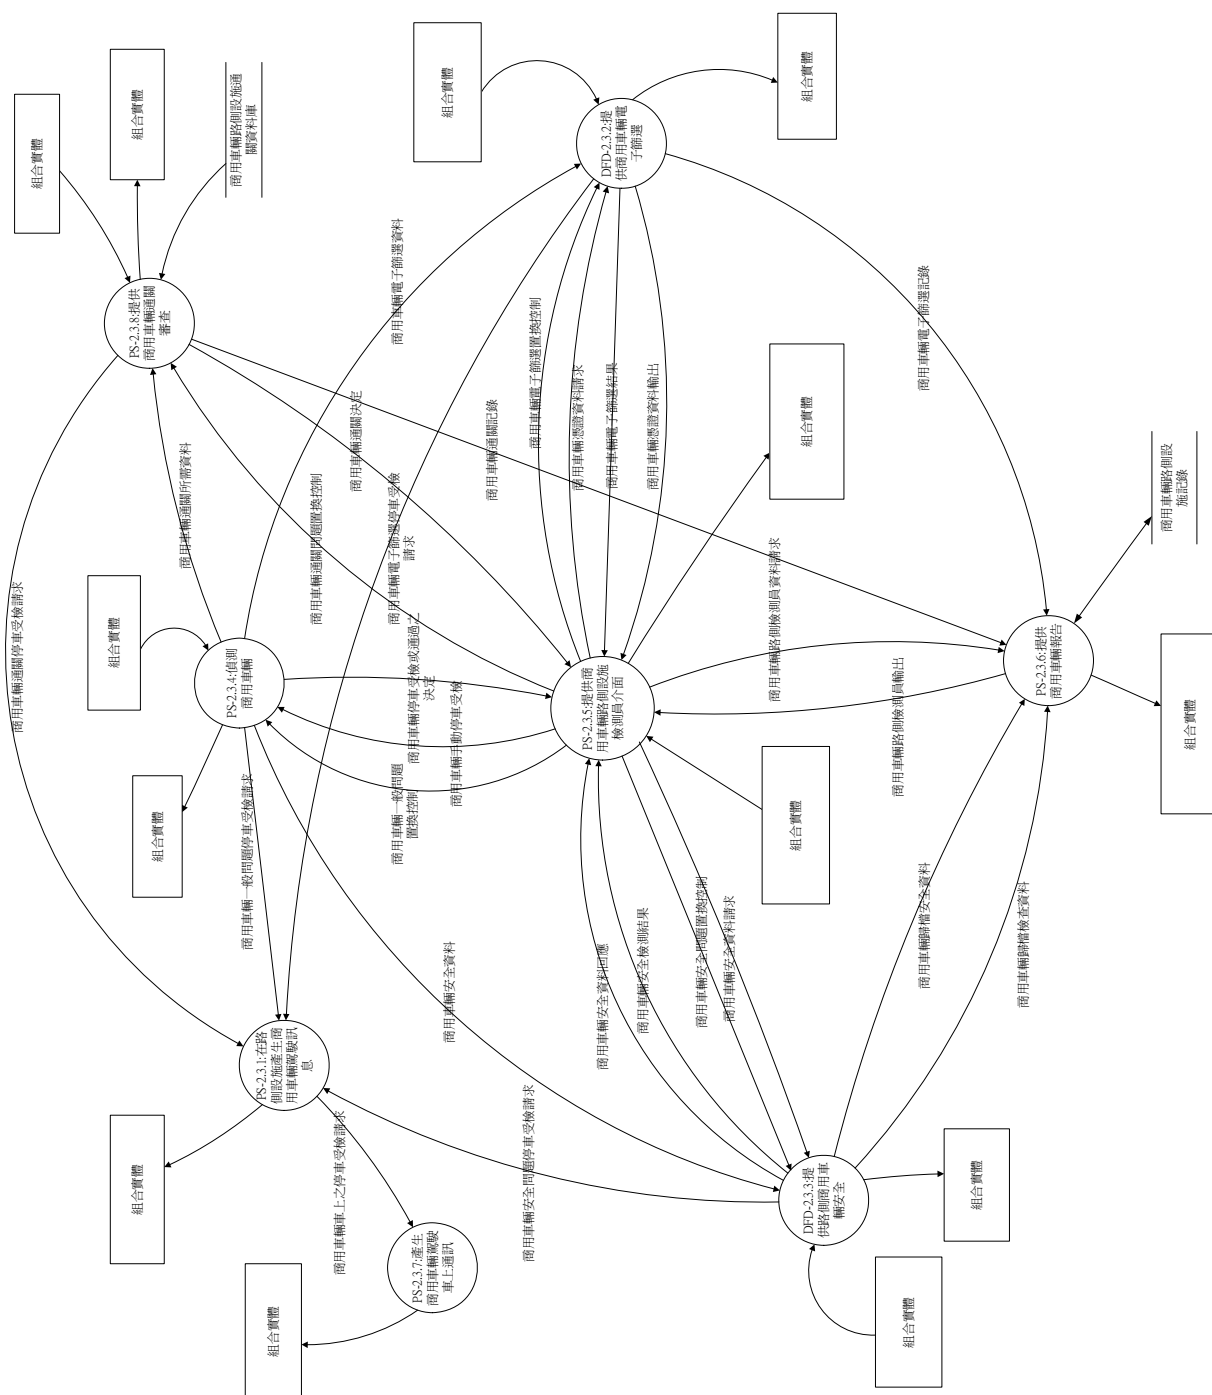 組合實體
組合實體
商用車輛路側設施通
關資料庫
PS-2.3.8:提供
商用車輛通關
審查
組合實體
組合實體
DFD-2.3.2:提
供商用車輛電
子篩選
商用車輛通關停車受檢請求
商用車輛通關所需資料
商用車輛通關問題置換控制
商用車輛通關決定
商用車輛電子篩選資料
商用車輛電子篩選停車受檢
請求
商用車輛通關記錄
商用車輛電子篩選置換控制
商用車輛憑證資料請求
商用車輛電子篩選結果
商用車輛憑證資料輸出
商用車輛電子篩選記錄
組合實體
商用車輛路側設
施記錄
組合實體
PS-2.3.4:偵測
商用車輛
組合實體
商用車輛一般問題停車受檢請求
商用車輛一般問題
置換控制
商用車輛停車受檢或通過之
決定
商用車輛手動停車受檢
PS-2.3.5:提供商
用車輛路側設施
檢測員介面
組合實體
商用車輛路側檢測員資料請求
商用車輛路側檢測員輸出
PS-2.3.6:提供
商用車輛報告
組合實體
商用車輛安全資料
商用車輛安全資料回應
商用車輛安全檢測結果
商用車輛安全問題置換控制
商用車輛安全資料請求
商用車輛歸檔安全資料
商用車輛歸檔檢查資料
PS-2.3.1:在路
側設施產生商
用車輛駕駛訊
息
組合實體
商用車輛車上之停車受檢請求
商用車輛安全問題停車受檢請求
PS-2.3.7:產生
商用車輛駕駛
車上通訊
組合實體
DFD-2.3.3:提
供路側商用車
輛安全
組合實體
組合實體